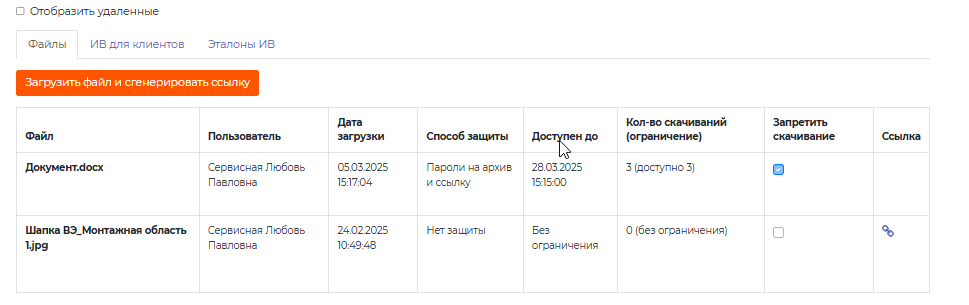 Отобразить удаленные
Файлы ИВ для клиентов Эталоны ИВ
Загрузить файл и сгенерировать ссылку
Файл
Пользователь
Дата
загрузки
Способ защиты
Доступен до
Кол-во скачиваний
(ограничение)
Запретить
скачивание
Ссылка
Документ.docx
Сервисная Любовь
Павловна
05.03.2025
15:17:04
Пароли на архив
и ссылку
28.03.2025
15:15:00
3 (доступно 3)
Шапка ВЭ_Монтажная область
1.jpg
Сервисная Любовь
Павловна
24.02.2025
10:49:48
Нет защиты
Без
ограничения
0 (без ограничения)